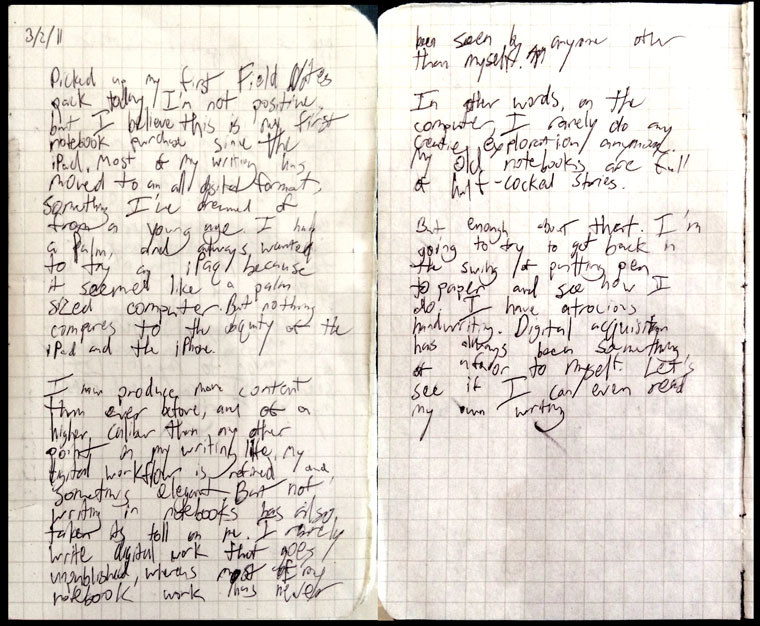 3/2/11
Picked up my first Field Notes
pack today. I'm not positive,
but I believe this is my first
notebook purchase since the
iPad. Most of my writing has
moved to an all digital format,
something I've dreamed of
from a young age. I had
a Palm, and always wanted
to try an iPaq because
it seemed like a palm
sized computer. But nothing
compares to the ubiquity of the
iPad and the iPhone.
I now produce more content
than ever before, and of a
higher caliber than any other
point in my writing life. My
digital workflow is refined and,
sometimes elegant. But not
writing in notebooks has also
taken its toll on me. I rarely
write digital work that goes
unpublished, whereas most of my
notebook work has never
been seen by anyone other
than myself.
In other words, on the
computer, I rarely do any
creative exploration anymore.
My old notebooks are full
of half-cocked stories.
But enough about that. I'm
going to try to get back in
the swing of putting pen
to paper and see how I
do. I have atrocious
handwriting. Digital acquisition
has always been something
of a favor to myself. Let's
see if I can even read
my own writing